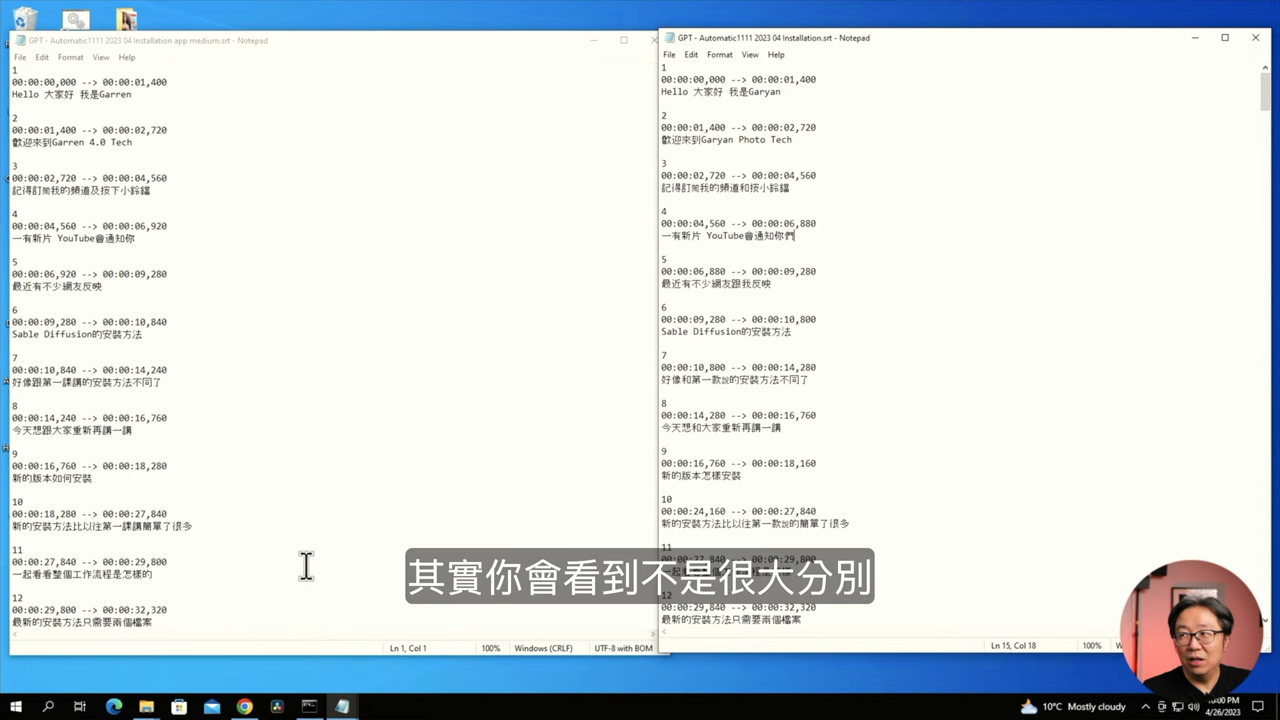 GPT - Automatic1111 2023 04 Installation app medium.srt - Notepad
File Edit Format View Help
1
00:00:00,000 --> 00:00:01,400
Hello 大家好 我是Garren
2
00:00:01,400 --> 00:00:02,720
歡迎來到Garren 4.0 Tech
3
00:00:02,720 --> 00:00:04,560
記得訂閱我的頻道及按下小鈴鐺
4
00:00:04,560 --> 00:00:06,920
一有新片 YouTube會通知你
5
00:00:06,920 --> 00:00:09,280
最近有不少網友反映
6
00:00:09,280 --> 00:00:10,840
Sable Diffusion的安裝方法
7
00:00:10,840 --> 00:00:14,240
好像跟第一課講的安裝方法不同了
8
00:00:14,240 --> 00:00:16,760
今天想跟大家重新再講一講
9
00:00:16,760 --> 00:00:18,280
新的版本如何安裝
10
00:00:18,280 --> 00:00:27,840
新的安裝方法比以往第一課講簡單了很多
11
00:00:27,840 --> 00:00:29,800
一起看看整個工作流程是怎樣的
12
00:00:29,800 --> 00:00:32,320
最新的安裝方法只需要兩個檔案
Ln 1, Col 1 100% Windows (CRLF) UTF-8 with BOM
GPT - Automatic1111 2023 04 Installation.srt - Notepad
File Edit Format View Help
1
00:00:00,000 --> 00:00:01,400
Hello 大家好 我是Garyan
2
00:00:01,400 --> 00:00:02,720
歡迎來到Garyan Photo Tech
3
00:00:02,720 --> 00:00:04,560
記得訂閱我的頻道和按小鈴鐺
4
00:00:04,560 --> 00:00:06,880
一有新片 YouTube會通知你們
5
00:00:06,880 --> 00:00:09,280
最近有不少網友跟我反映
6
00:00:09,280 --> 00:00:10,800
Sable Diffusion的安裝方法
7
00:00:10,800 --> 00:00:14,280
好像和第一款說的安裝方法不同了
8
00:00:14,280 --> 00:00:16,760
今天想和大家重新再講一講
9
00:00:16,760 --> 00:00:18,160
新的版本怎樣安裝
10
00:00:24,160 --> 00:00:27,840
新的安裝方法比以往第一款說的簡單了很多
11
00:00:27,840 --> 00:00:29,800
12
00:00:29,800 --> 00:00:32,320
最新的安裝方法只需要兩個檔案
Ln 15, Col 18 100%
其實你會看到不是很大分別
10°C Mostly cloudy
4/26/2023